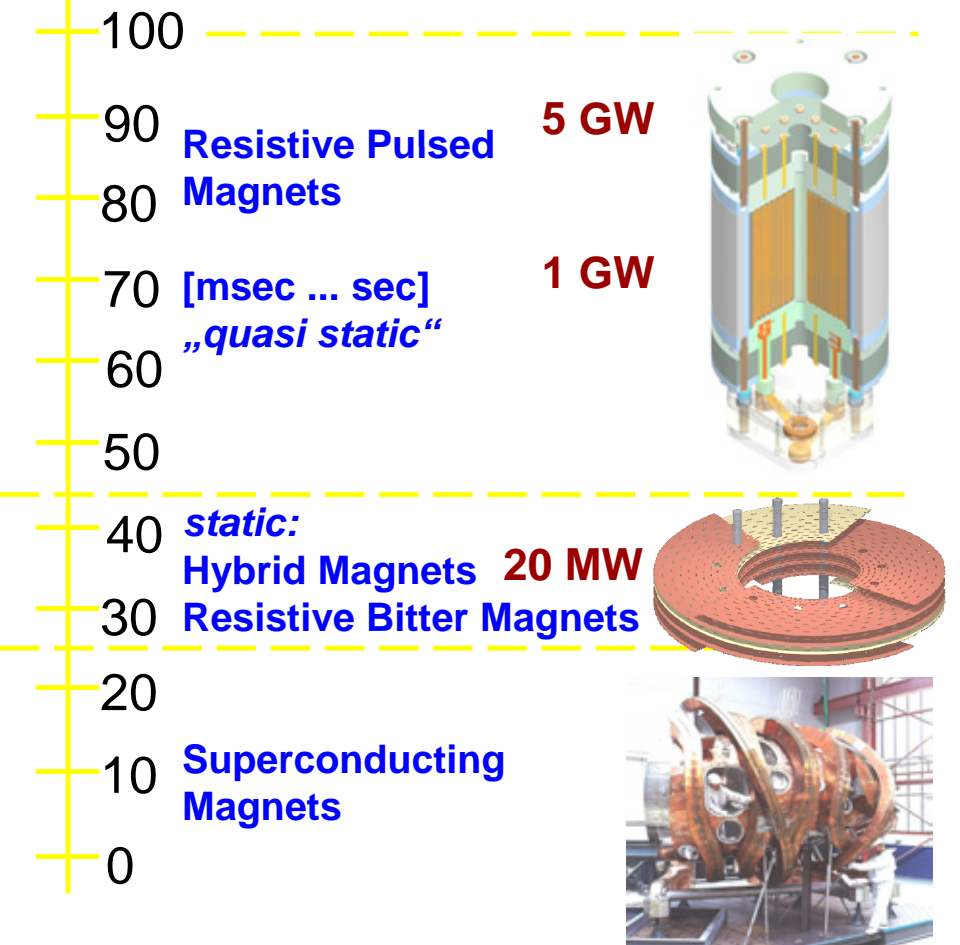 100
90
5 GW
Resistive Pulsed
Magnets
80
70
[msec ... sec]
1 GW
„quasi static“
60
50
40
static:
Hybrid Magnets
20 MW
30
Resistive Bitter Magnets
20
10
Superconducting
Magnets
0